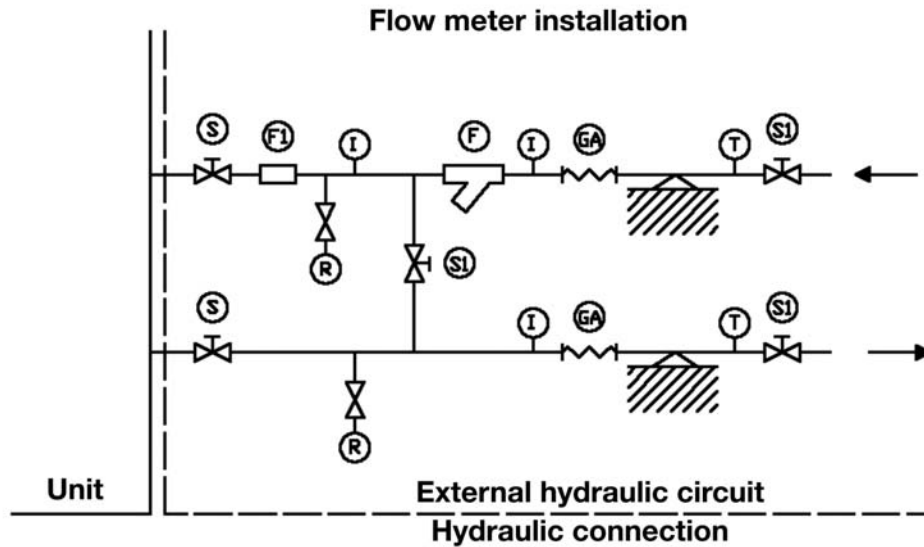 Flow meter installation
S F1 I F I GA T S1
R S1
S I GA T S1
R
Unit
External hydraulic circuit
Hydraulic connection